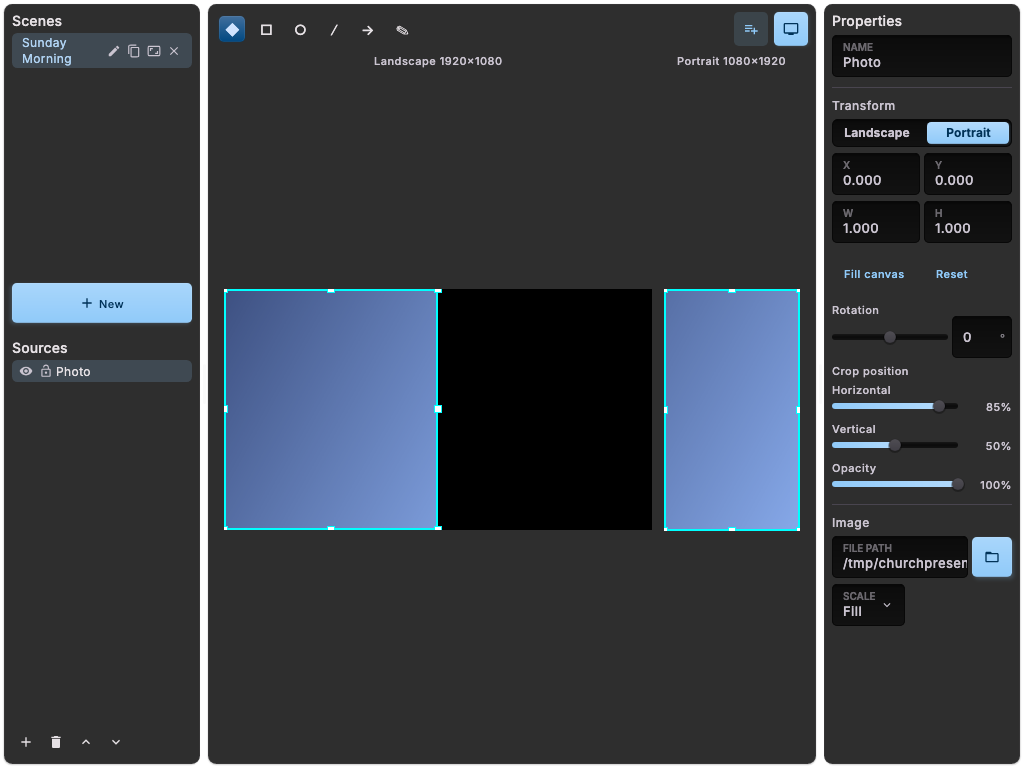 Scenes
Sunday
Morning
New
Sources
Photo
Landscape 1920×1080
Portrait 1080×1920
Properties
NAME
Photo
Transform
Landscape
Portrait
X
0.000
Y
0.000
W
1.000
H
1.000
Fill canvas
Reset
Rotation
0 °
Crop position
Horizontal
85%
Vertical
50%
Opacity
100%
Image
FILE PATH
/tmp/churchpresen
SCALE
Fill